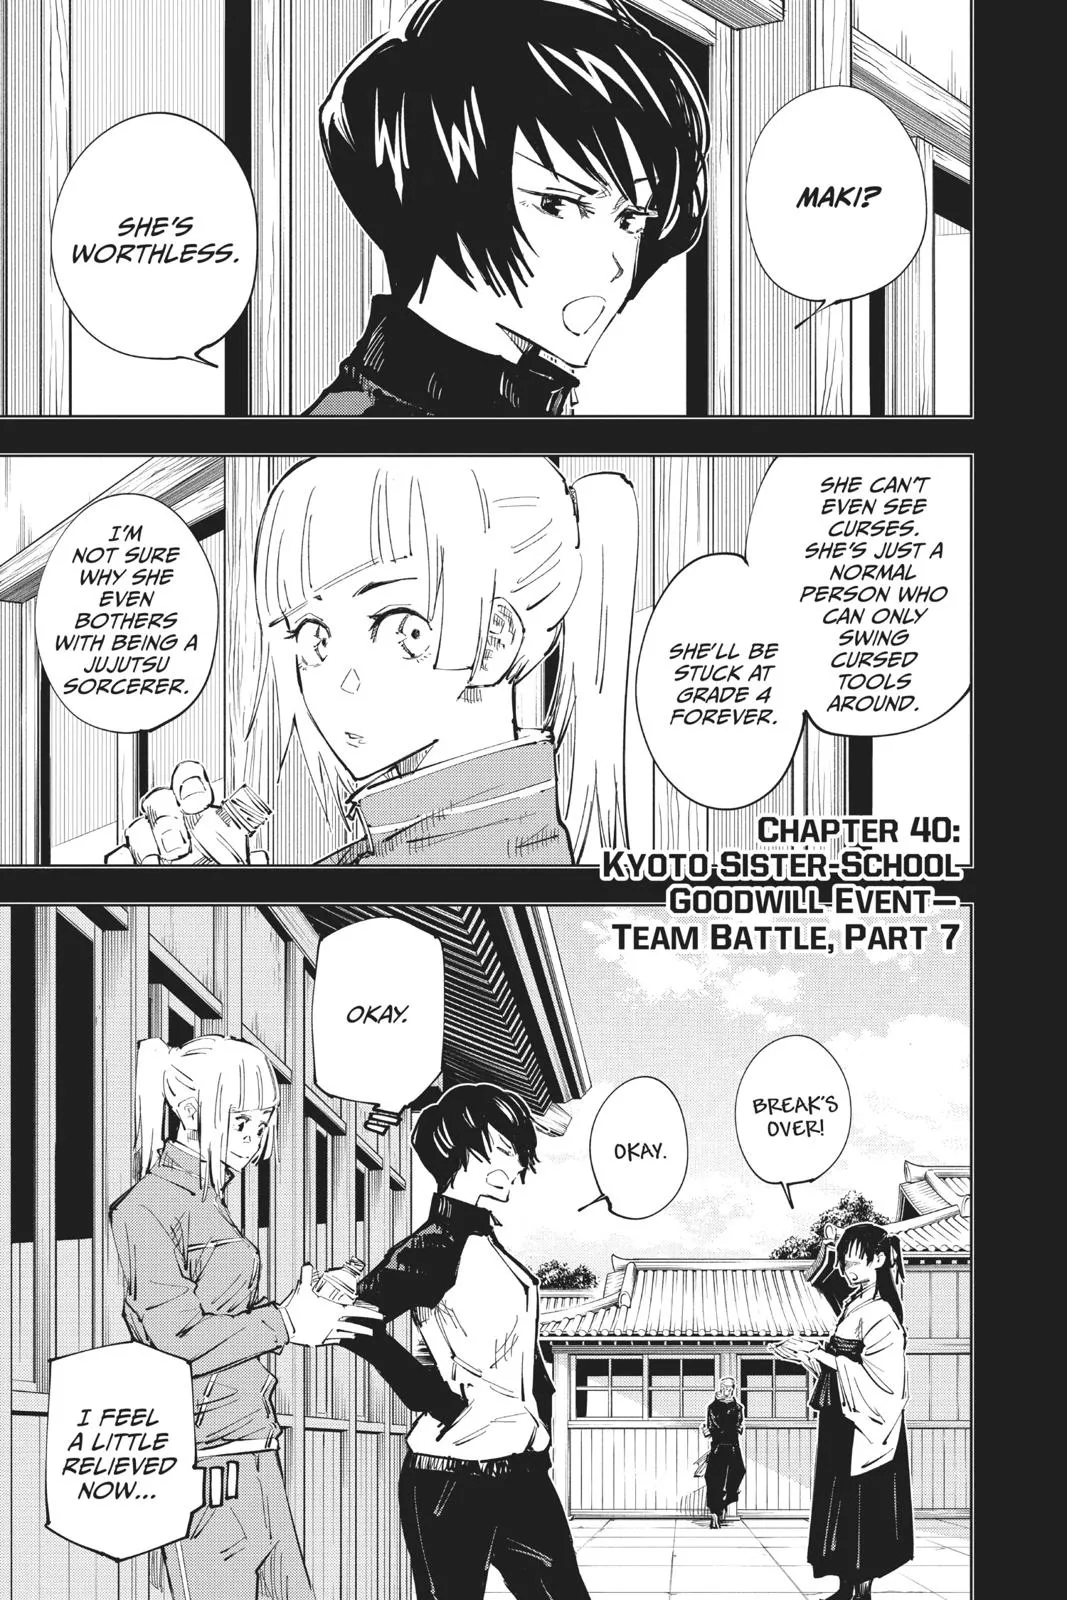 MAKI?
SHE'S
WORTHLESS.
SHE CAN'T
EVEN SEE
CURSES.
SHE'S JUST A
NORMAL
PERSON WHO
CAN ONLY
SWING
CURSED
TOOLS
AROUND.
SHE'LL BE
STUCK AT
GRADE 4
FOREVER.
I'M
NOT SURE
WHY SHE
EVEN
BOTHERS
WITH BEING A
JUJUTSU
SORCERER.
CHAPTER 40:
KYOTO SISTER-SCHOOL
GOODWILL EVENT—
TEAM BATTLE, PART 7
BREAK'S
OVER!
OKAY.
OKAY.
I FEEL
A LITTLE
RELIEVED
NOW...